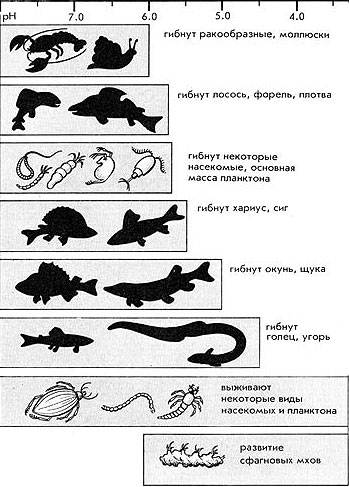 pH 7.0 6.0 5.0 4.0
гибнут ракообразные, моллюски
гибнут лосось, форель, плотва
гибнут некоторые
насекомые, основная
масса планктона
гибнут хариус, сиг
гибнут окунь, щука
гибнут
голец, угорь
выживают
некоторые виды
насекомых и планктона
развитие
сфагновых мхов